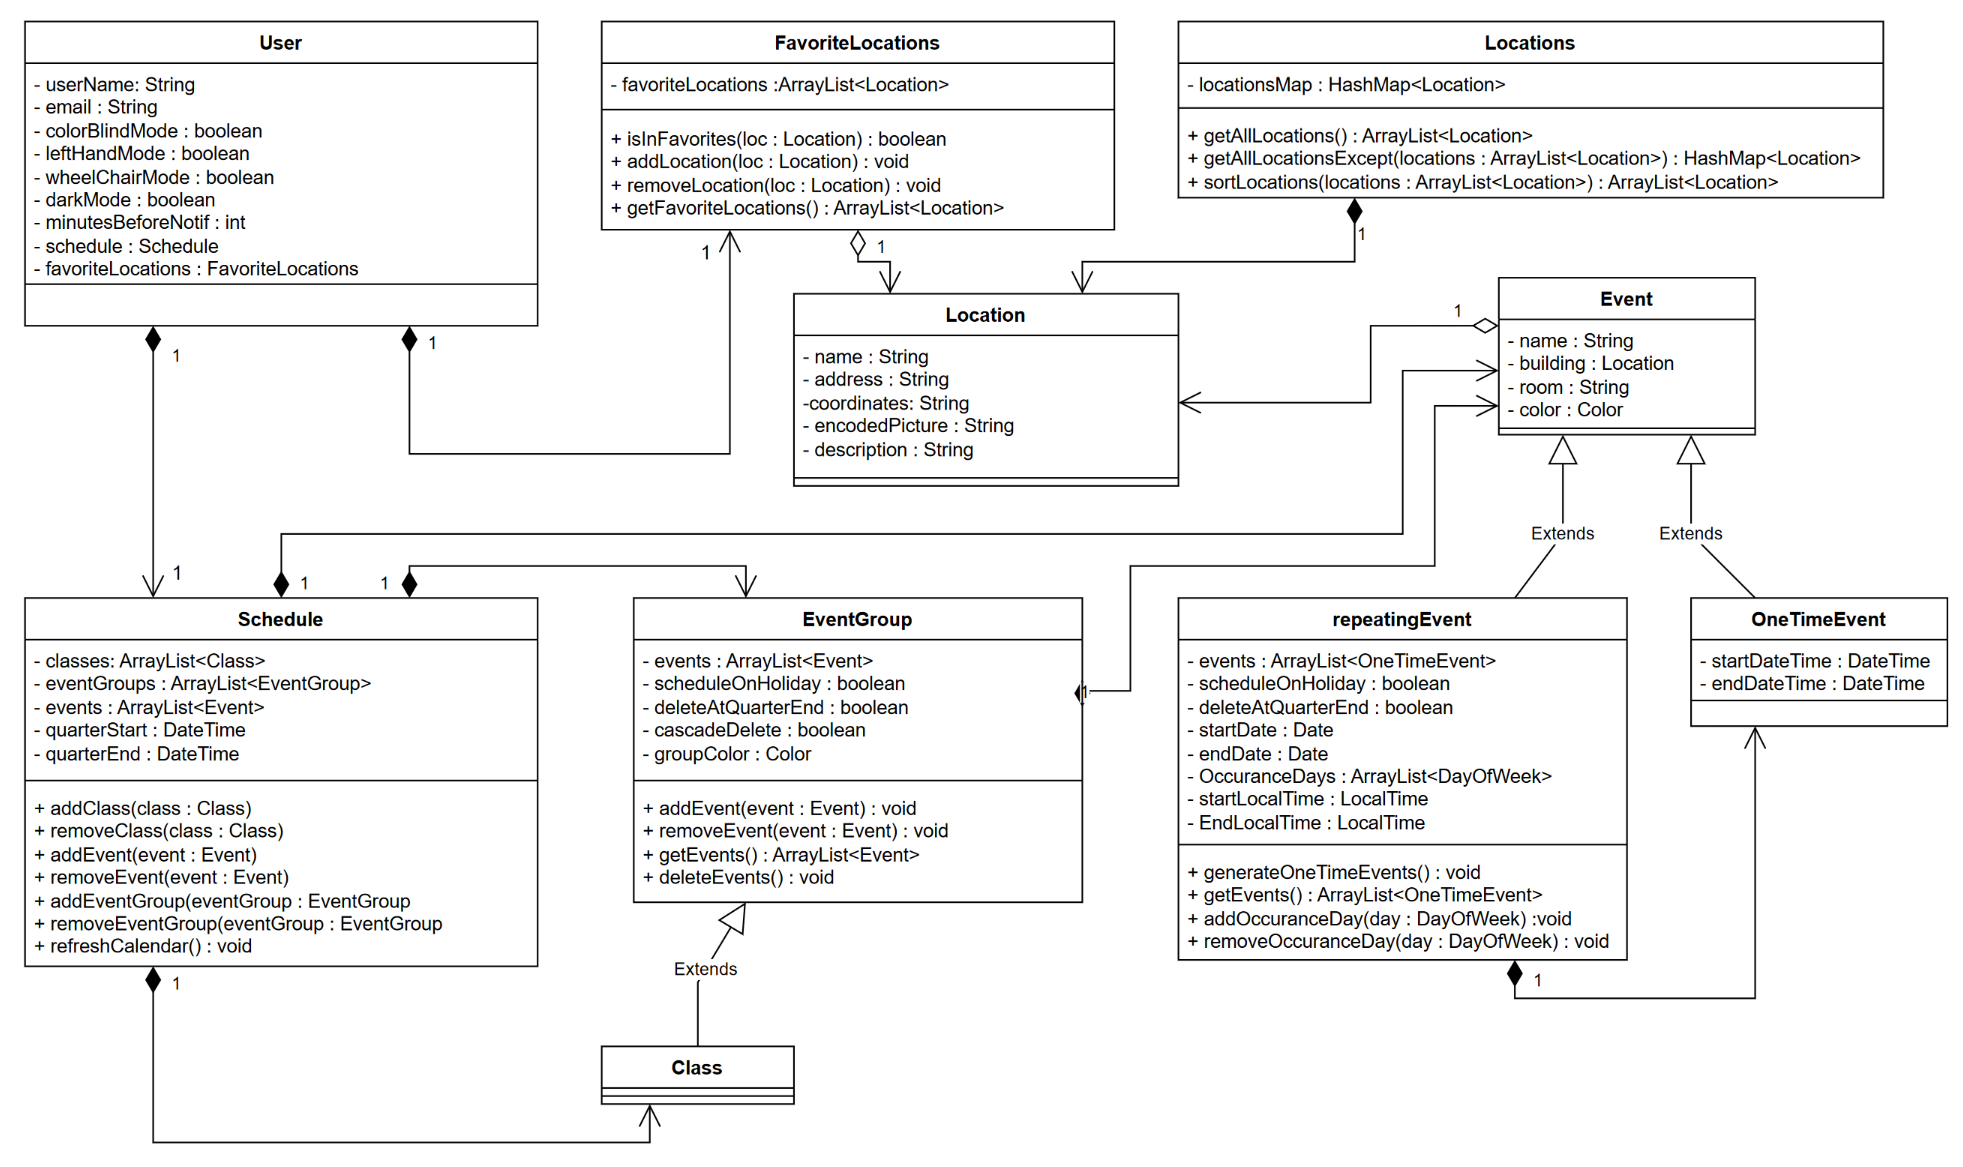 User
- userName: String
- email : String
- colorBlindMode : boolean
- leftHandMode : boolean
- wheelChairMode : boolean
- darkMode : boolean
- minutesBeforeNotif : int
- schedule : Schedule
- favoriteLocations : FavoriteLocations
1
1
FavoriteLocations
- favoriteLocations :ArrayList<Location>
+ isInFavorites(loc : Location) : boolean
+ addLocation(loc : Location) : void
+ removeLocation(loc : Location) : void
+ getFavoriteLocations() : ArrayList<Location>
1
1
Locations
- locationsMap : HashMap<Location>
+ getAllLocations() : ArrayList<Location>
+ getAllLocationsExcept(locations : ArrayList<Location>) : HashMap<Location>
+ sortLocations(locations : ArrayList<Location>) : ArrayList<Location>
1
Location
- name : String
- address : String
-coordinates: String
- encodedPicture : String
- description : String
1
Event
- name : String
- building : Location
- room : String
- color : Color
Extends
Extends
1
1
1
Schedule
- classes: ArrayList<Class>
- eventGroups : ArrayList<EventGroup>
- events : ArrayList<Event>
- quarterStart : DateTime
- quarterEnd : DateTime
+ addClass(class : Class)
+ removeClass(class : Class)
+ addEvent(event : Event)
+ removeEvent(event : Event)
+ addEventGroup(eventGroup : EventGroup
+ removeEventGroup(eventGroup : EventGroup
+ refreshCalendar() : void
1
EventGroup
- events : ArrayList<Event>
- scheduleOnHoliday : boolean
- deleteAtQuarterEnd : boolean
- cascadeDelete : boolean
- groupColor : Color
+ addEvent(event : Event) : void
+ removeEvent(event : Event) : void
+ getEvents() : ArrayList<Event>
+ deleteEvents() : void
1
Extends
Class
repeatingEvent
- events : ArrayList<OneTimeEvent>
- scheduleOnHoliday : boolean
- deleteAtQuarterEnd : boolean
- startDate : Date
- endDate : Date
- OccuranceDays : ArrayList<DayOfWeek>
- startLocalTime : LocalTime
- EndLocalTime : LocalTime
+ generateOneTimeEvents() : void
+ getEvents() : ArrayList<OneTimeEvent>
+ addOccuranceDay(day : DayOfWeek) :void
+ removeOccuranceDay(day : DayOfWeek) : void
1
OneTimeEvent
- startDateTime : DateTime
- endDateTime : DateTime